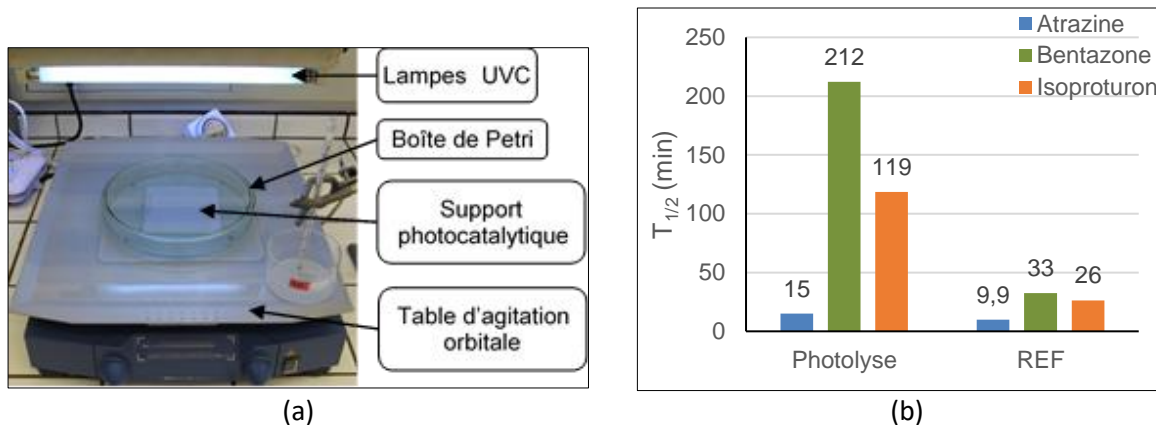 Lampes UVC
Boîte de Petri
Support
photocatalytique
Table d'agitation
orbitale
(a)
Atrazine
Bentazone
Isoproturon
T1/2 (min)
250
200
150
100
50
0
212
119
15
33
26
9,9
Photolyse
REF
(b)